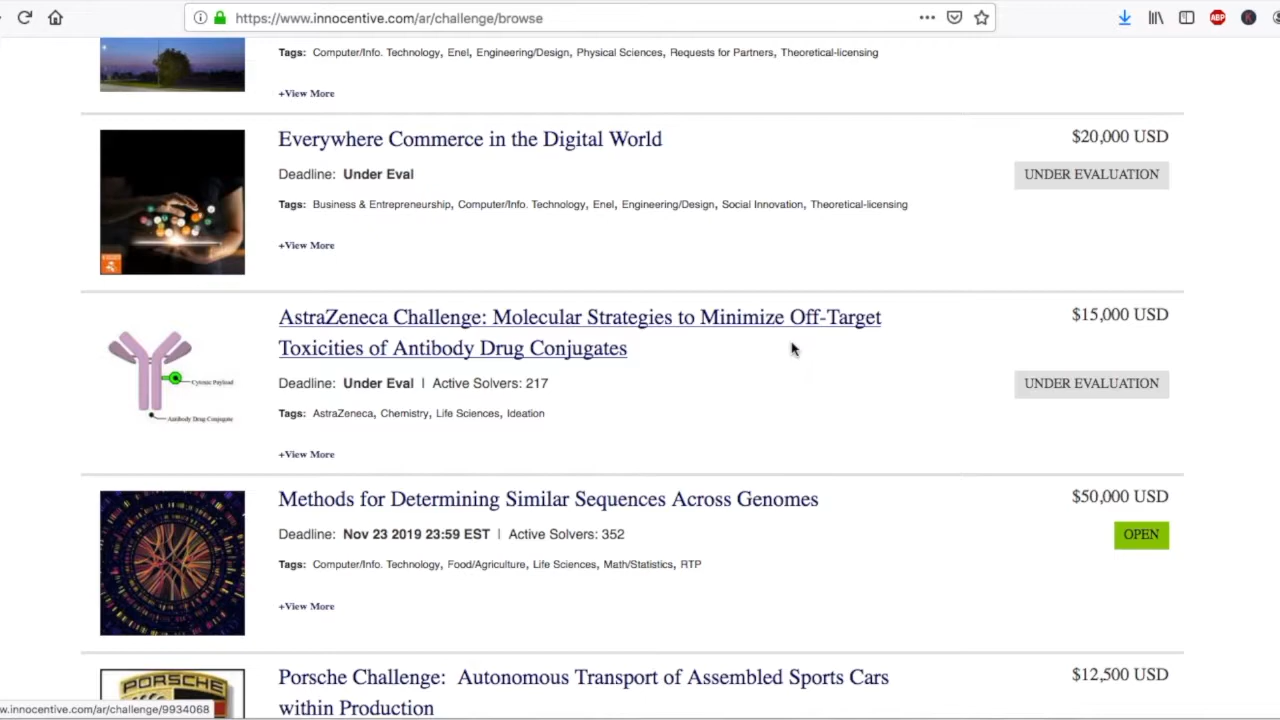 https://www.innocentive.com/ar/challenge/browse
ABP
K
Tags: Computer/Info. Technology, Enel, Engineering/Design, Physical Sciences, Requests for Partners, Theoretical-licensing
+View More
Everywhere Commerce in the Digital World
$20,000 USD
Deadline: Under Eval
UNDER EVALUATION
Tags: Business & Entrepreneurship, Computer/Info. Technology, Enel, Engineering/Design, Social Innovation, Theoretical-licensing
+View More
AstraZeneca Challenge: Molecular Strategies to Minimize Off-Target
Toxicities of Antibody Drug Conjugates
$15,000 USD
Cytotoxic Payload
Antibody Drug Conjugate
Deadline: Under Eval | Active Solvers: 217
UNDER EVALUATION
Tags: AstraZeneca, Chemistry, Life Sciences, Ideation
+View More
Methods for Determining Similar Sequences Across Genomes
$50,000 USD
Deadline: Nov 23 2019 23:59 EST | Active Solvers: 352
OPEN
Tags: Computer/Info. Technology, Food/Agriculture, Life Sciences, Math/Statistics, RTP
+View More
PORSCHE
Porsche Challenge: Autonomous Transport of Assembled Sports Cars
within Production
$12,500 USD
w.innocentive.com/ar/challenge/9934068